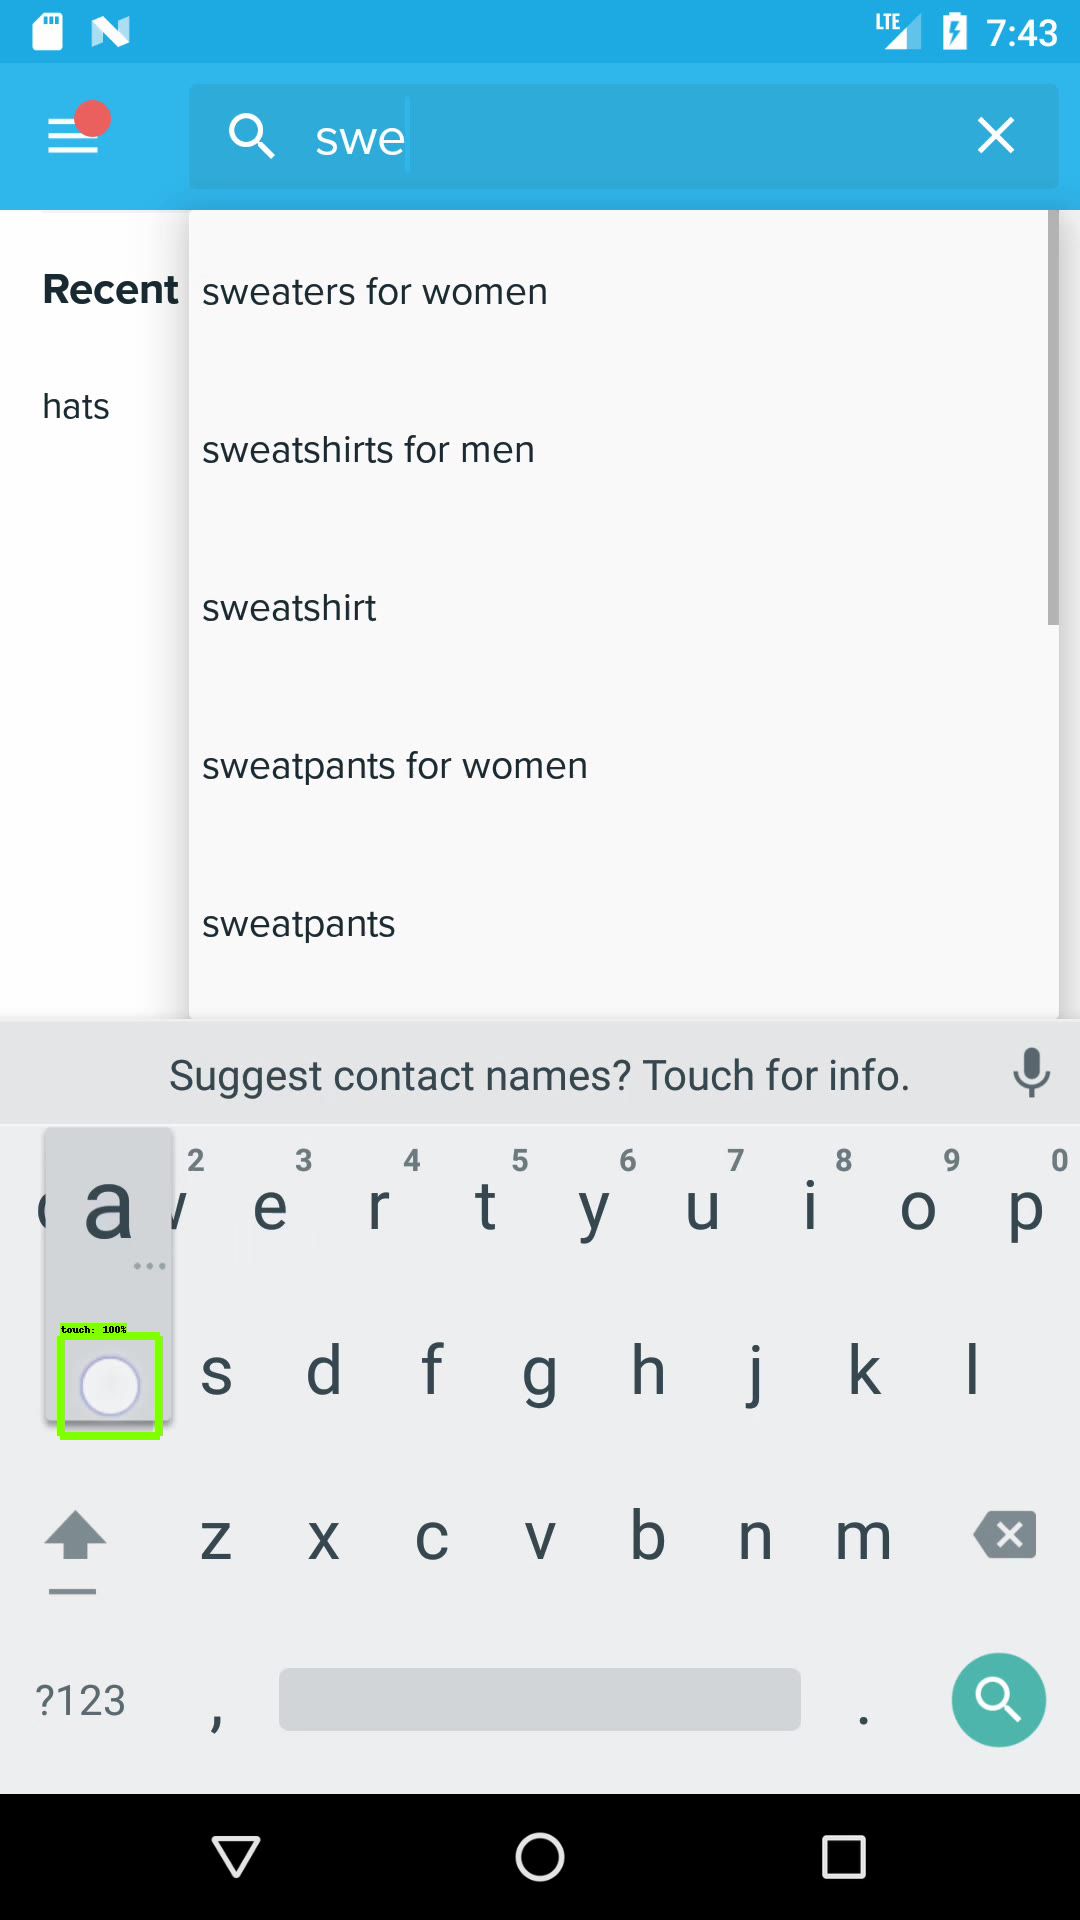 LTE 7:43
swe
Recent
hats
sweaters for women
sweatshirts for men
sweatshirt
sweatpants for women
sweatpants
Suggest contact names? Touch for info.
a
2 3 4 5 6 7 8 9 0
e r t y u i o p
touch: 100%
s d f g h j k l
z x c v b n m
?123 , .